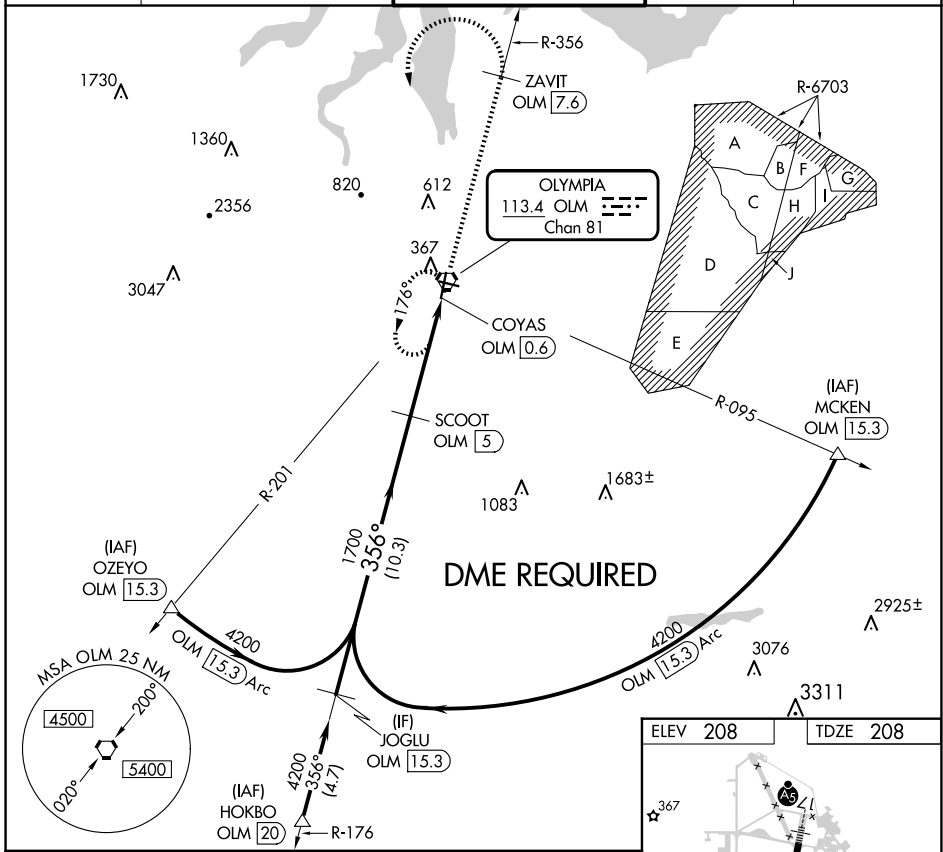 R-356
ZAVIT
OLM 7.6
R-6703
1730
1360
2356
820
612
367
3047
A
B
F
G
C
H
I
D
J
E
OLYMPIA
113.4 OLM
Chan 81
176°
COYAS
OLM 0.6
R-095
(IAF)
MCKEN
OLM 15.3
SCOOT
OLM 5
R-201
1083
1683±
1700
356°
(10.3)
DME REQUIRED
(IAF)
OZEYO
OLM 15.3
4200
OLM 15.3 Arc
4200
OLM 15.3 Arc
2925±
3076
3311
MSA OLM 25 NM
4500
200°
5400
020°
(IF)
JOGLU
OLM 15.3
4200
356°
(4.7)
(IAF)
HOKBO
OLM 20
R-176
ELEV 208
TDZE 208
367
A5
17